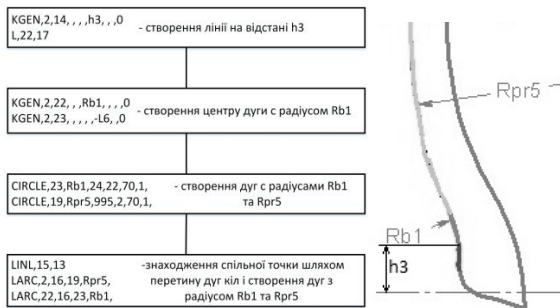 KGEN,2,14, , , ,h3, , ,0
L,22,17
- створення лінії на відстані h3
KGEN,2,22, , ,Rb1, , , ,0
KGEN,2,23, , , , ,-L6, ,0
- створення центру дуги с радіусом Rb1
CIRCLE,23,Rb1,24,22,70,1,
CIRCLE,19,Rpr5,995,2,70,1,
- створення дуг с радіусами Rb1
та Rpr5
LINL,15,13
LARC,2,16,19,Rpr5,
LARC,22,16,23,Rb1,
-знаходження спільної точки шляхом
перетину дуг кіл і створення дуг з
радіусом Rb1 та Rpr5
Rpr5
Rb1
h3